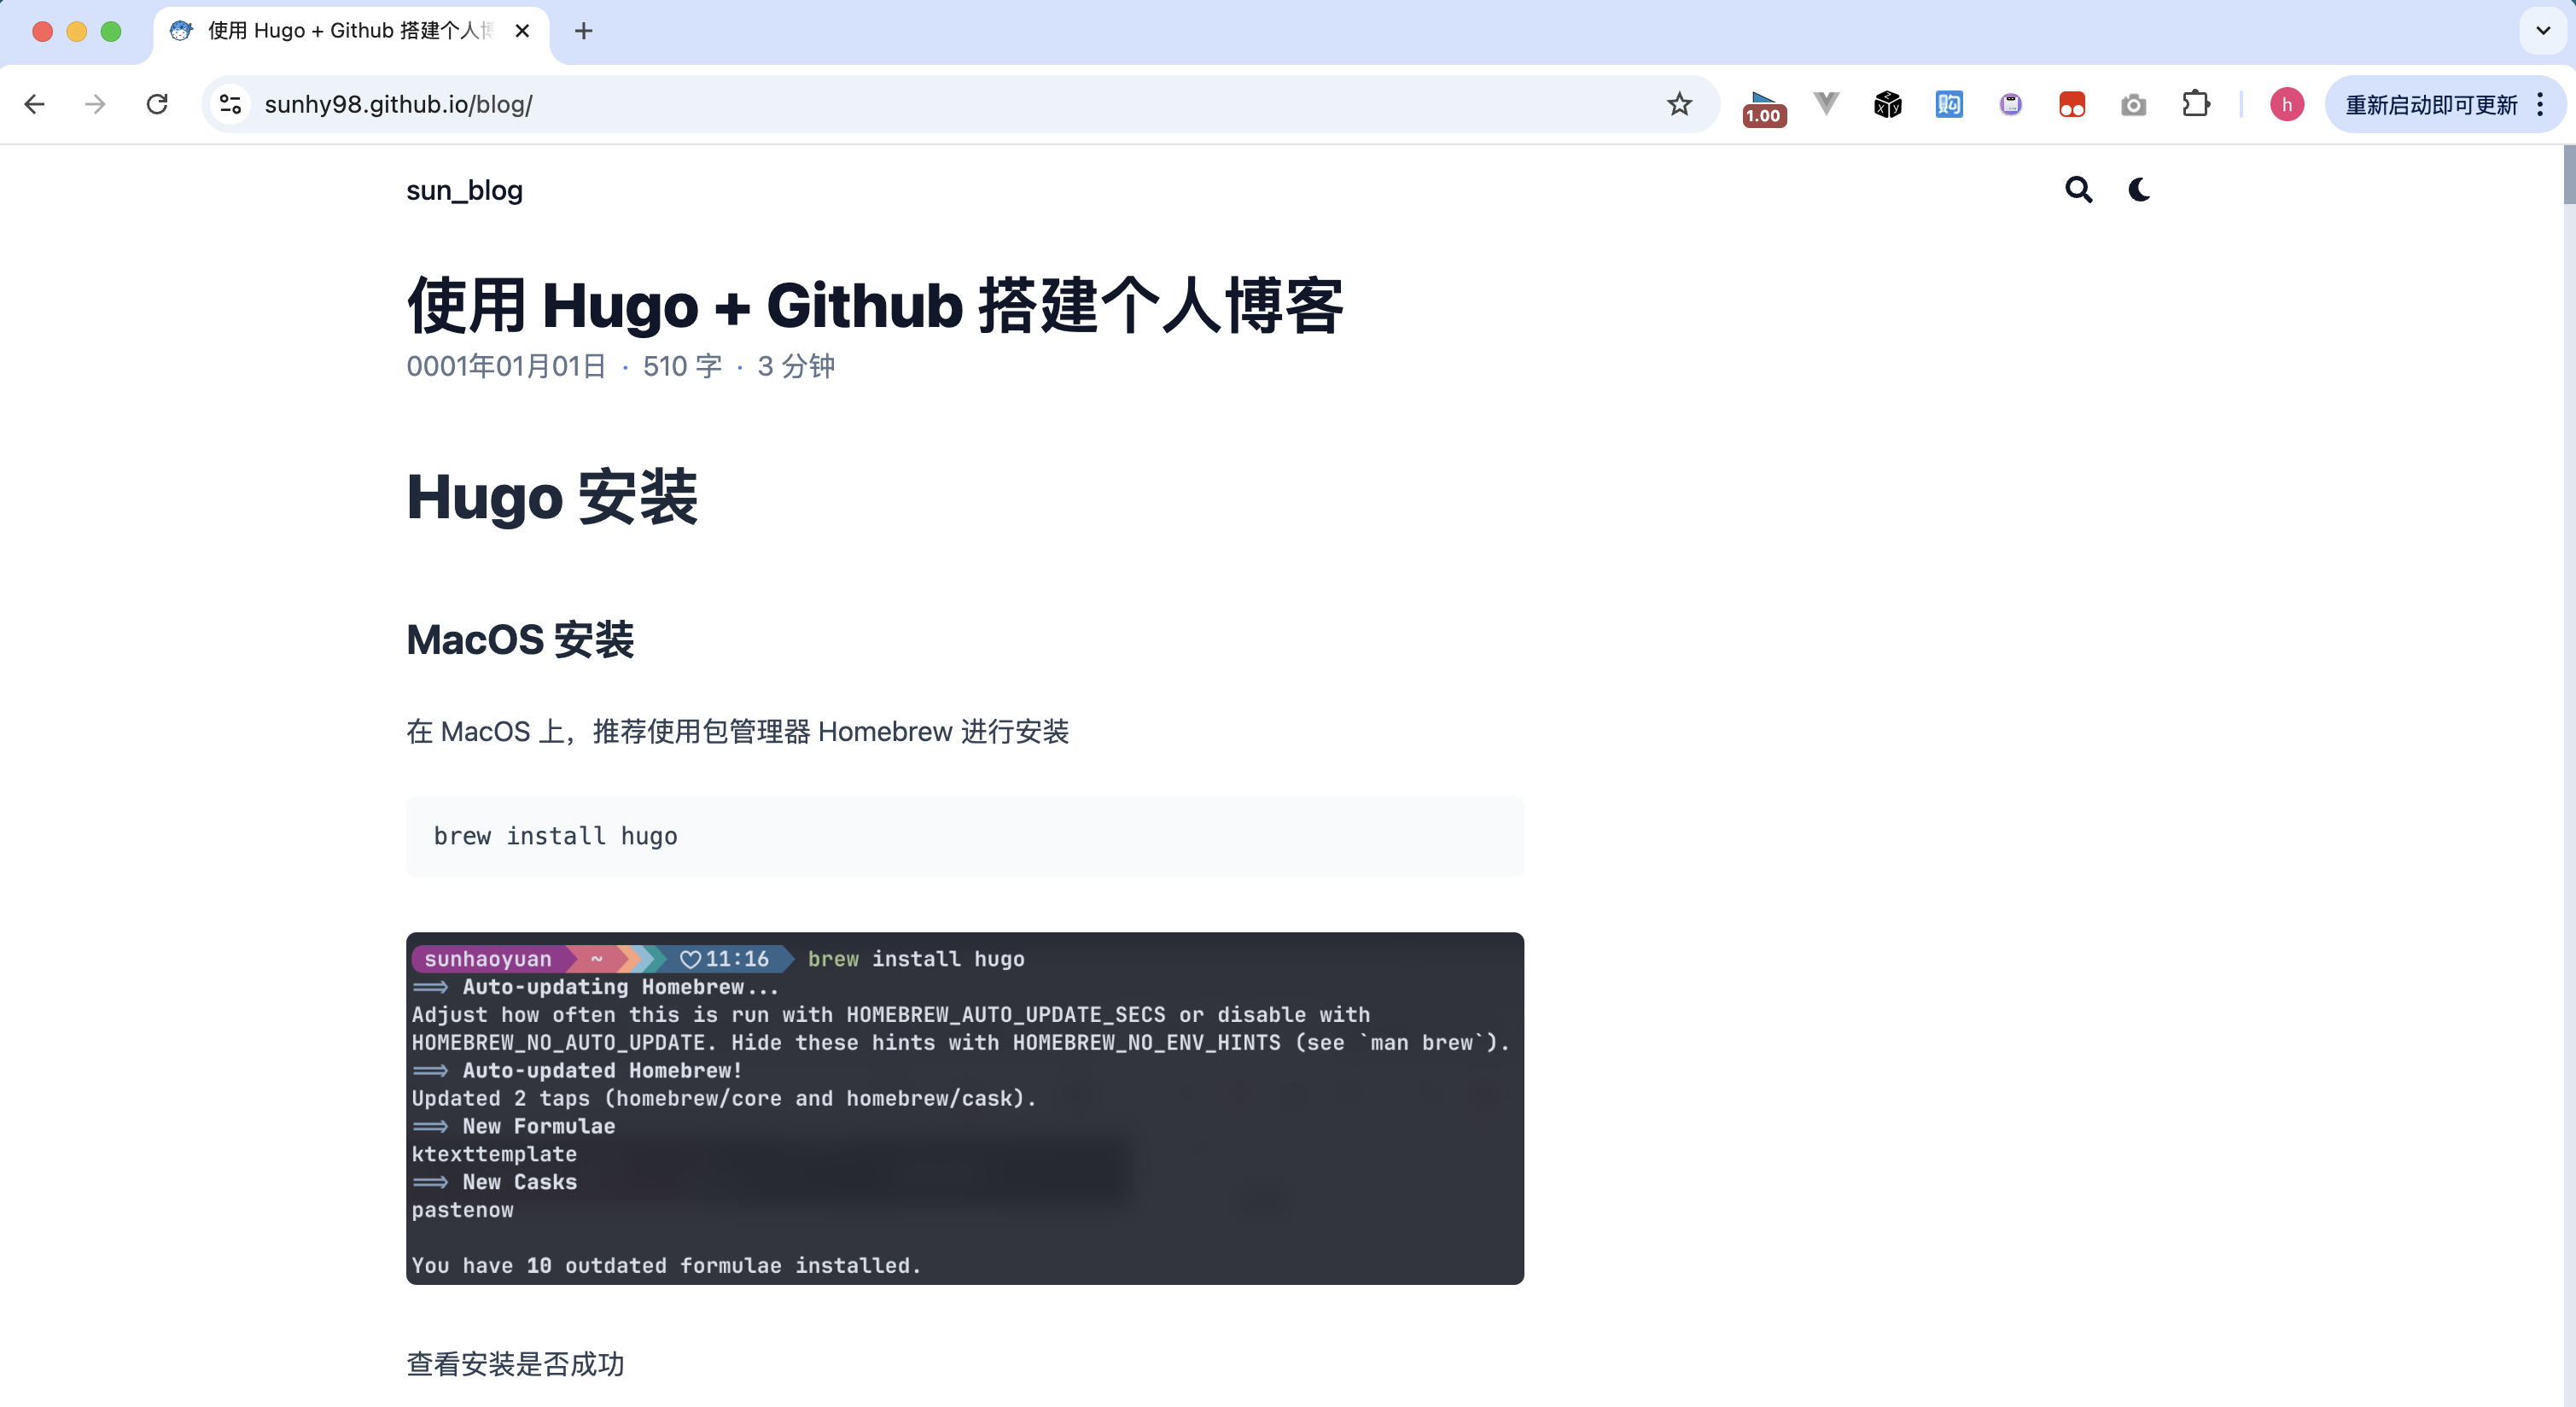 使用 Hugo + Github 搭建个人博
sunhy98.github.io/blog/
1.00
购
h
重新启动即可更新
sun_blog
使用 Hugo + Github 搭建个人博客
0001年01月01日 · 510 字 · 3 分钟
Hugo 安装
MacOS 安装
在 MacOS 上，推荐使用包管理器 Homebrew 进行安装
brew install hugo
sunhaoyuan ~ ♡11:16 brew install hugo
==> Auto-updating Homebrew...
Adjust how often this is run with HOMEBREW_AUTO_UPDATE_SECS or disable with
HOMEBREW_NO_AUTO_UPDATE. Hide these hints with HOMEBREW_NO_ENV_HINTS (see `man brew`).
==> Auto-updated Homebrew!
Updated 2 taps (homebrew/core and homebrew/cask).
==> New Formulae
ktexttemplate
==> New Casks
pastenow
You have 10 outdated formulae installed.
查看安装是否成功